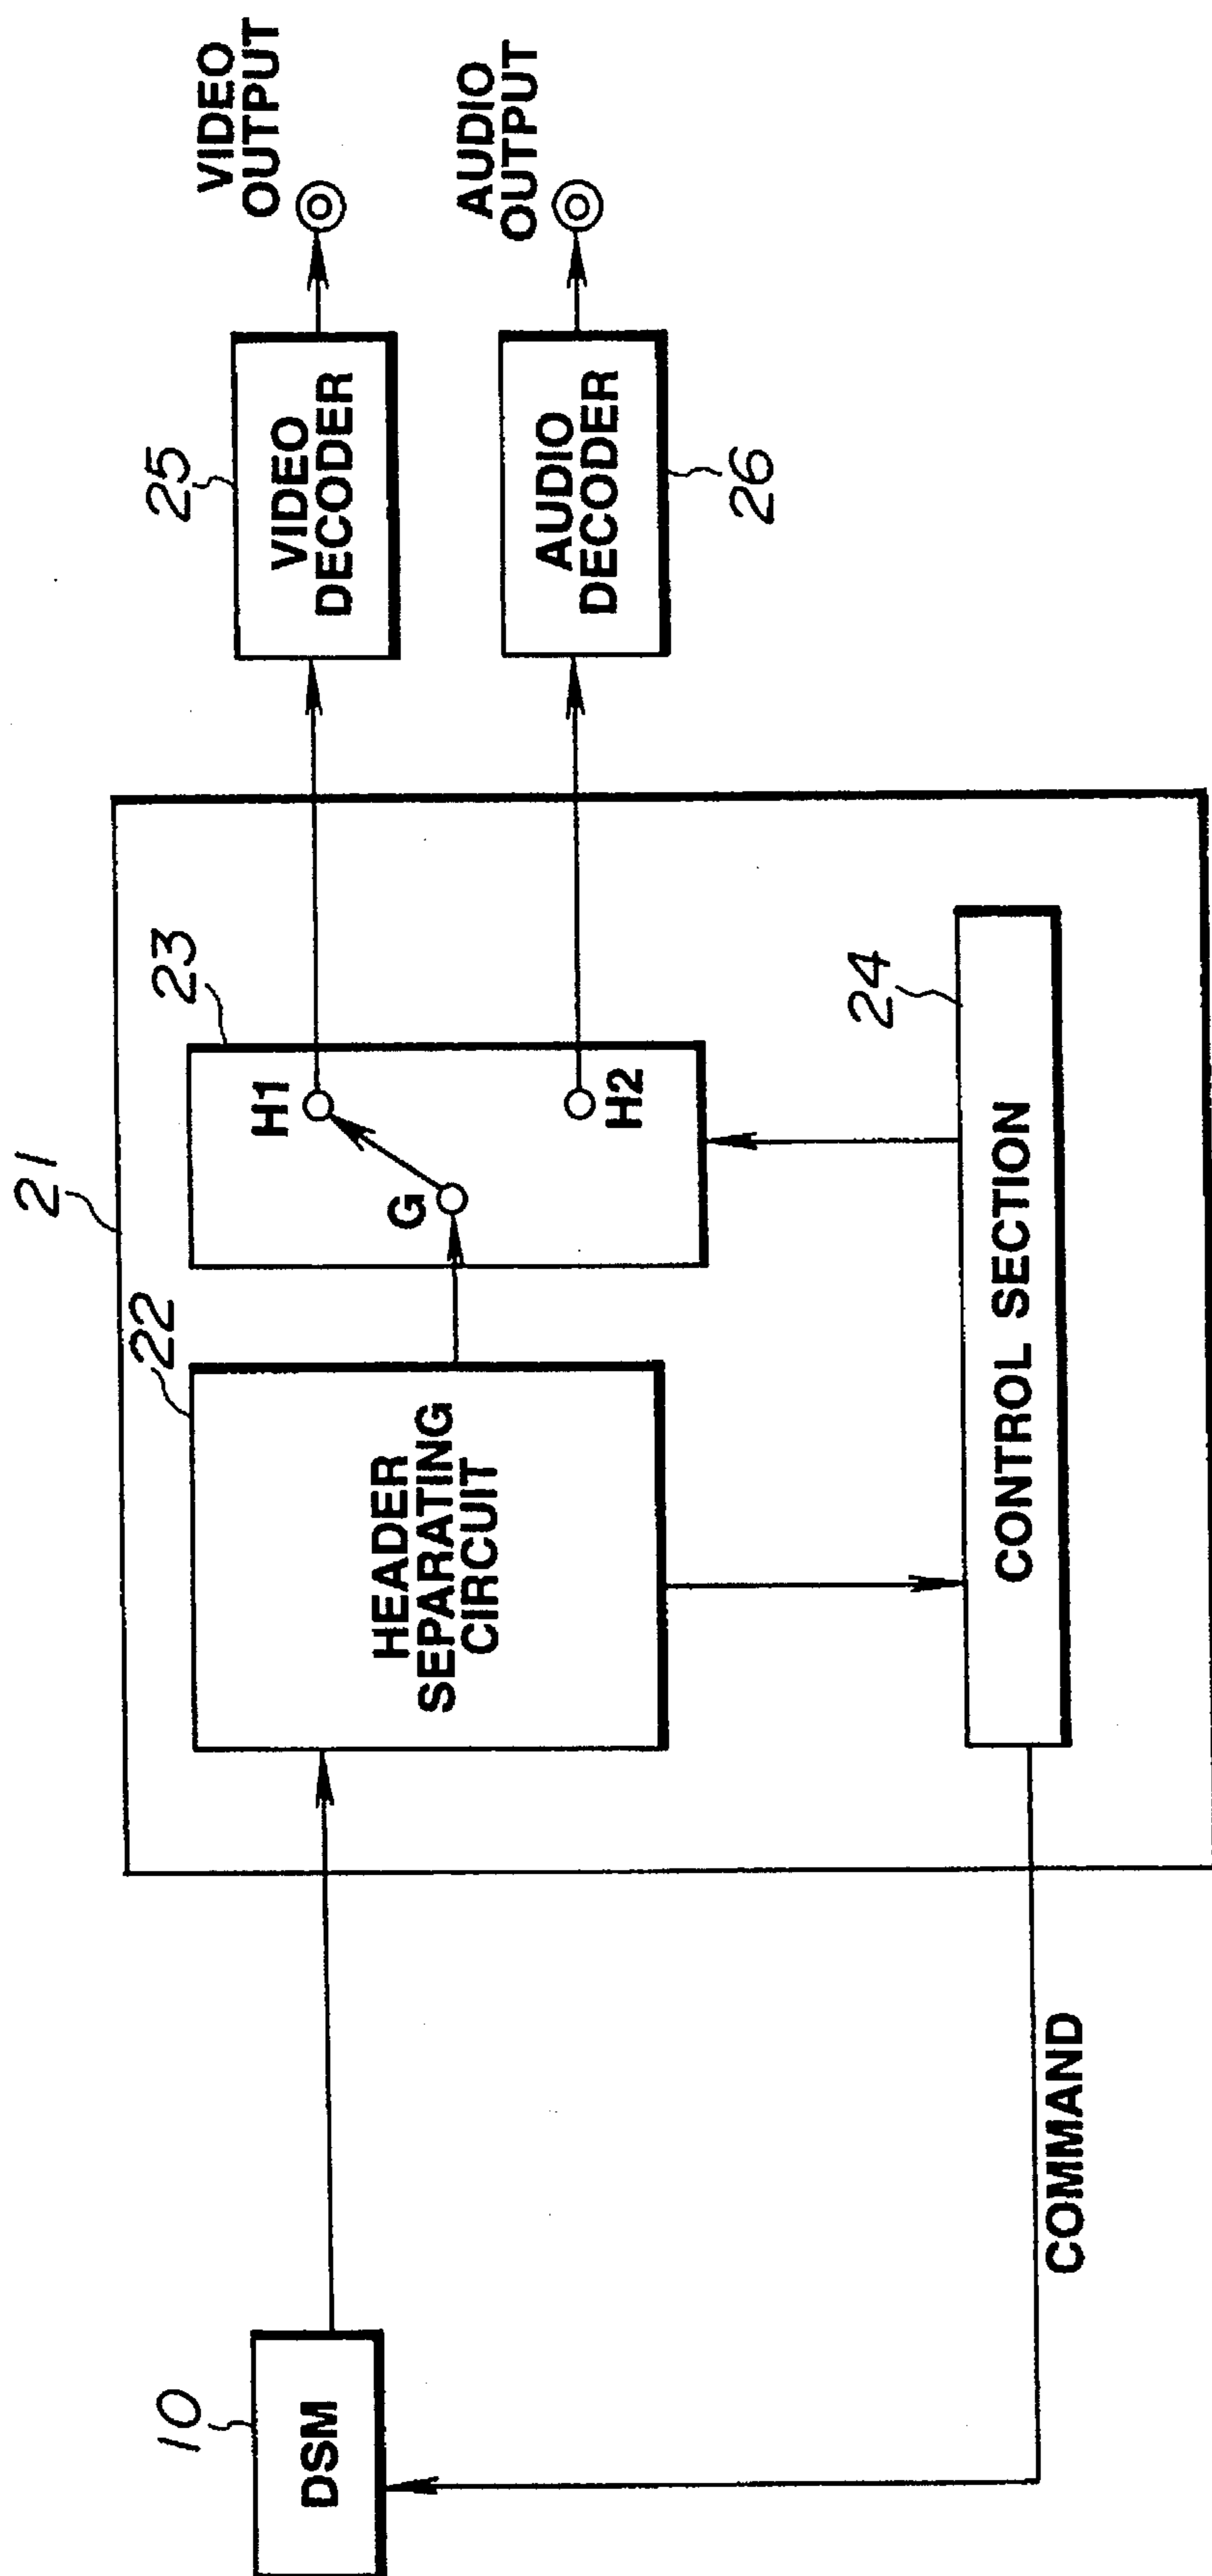 10
DSM
COMMAND
21
22
HEADER
SEPARATING
CIRCUIT
23
G
H1
H2
24
CONTROL SECTION
25
VIDEO
DECODER
26
AUDIO
DECODER
VIDEO
OUTPUT
AUDIO
OUTPUT